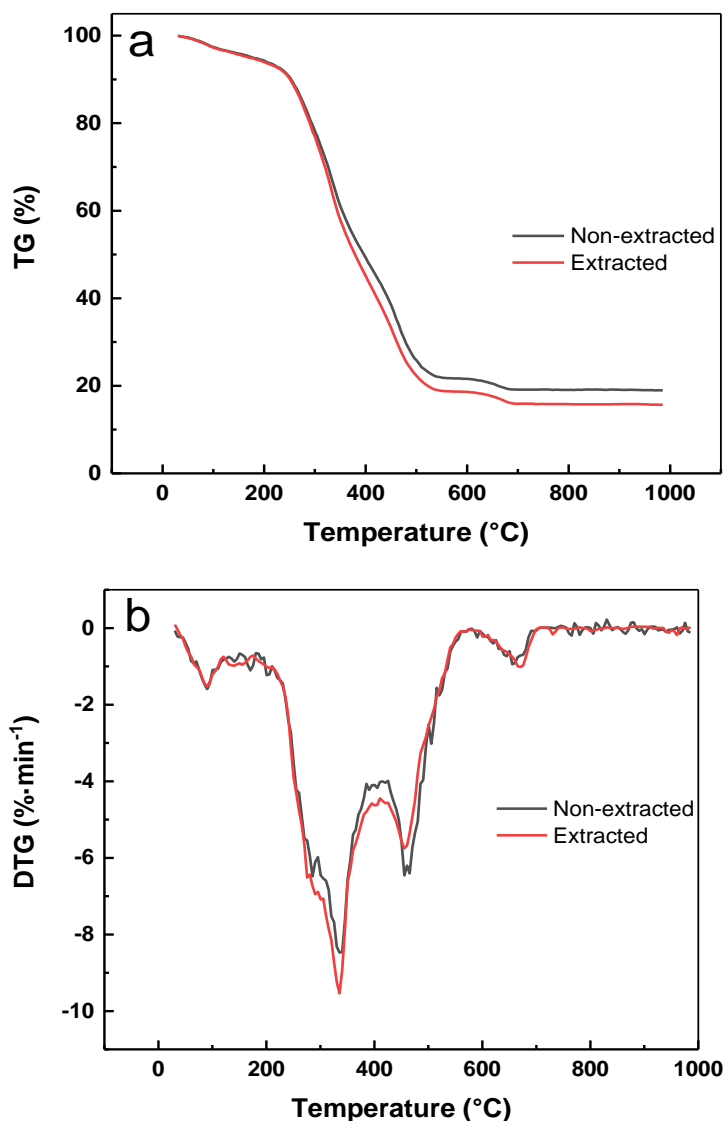 a
100
80
60
40
20
0
TG (%)
Non-extracted
Extracted
0 200 400 600 800 1000
Temperature (°C)
b
0
-2
-4
-6
-8
-10
DTG (%·min⁻¹)
Non-extracted
Extracted
0 200 400 600 800 1000
Temperature (°C)